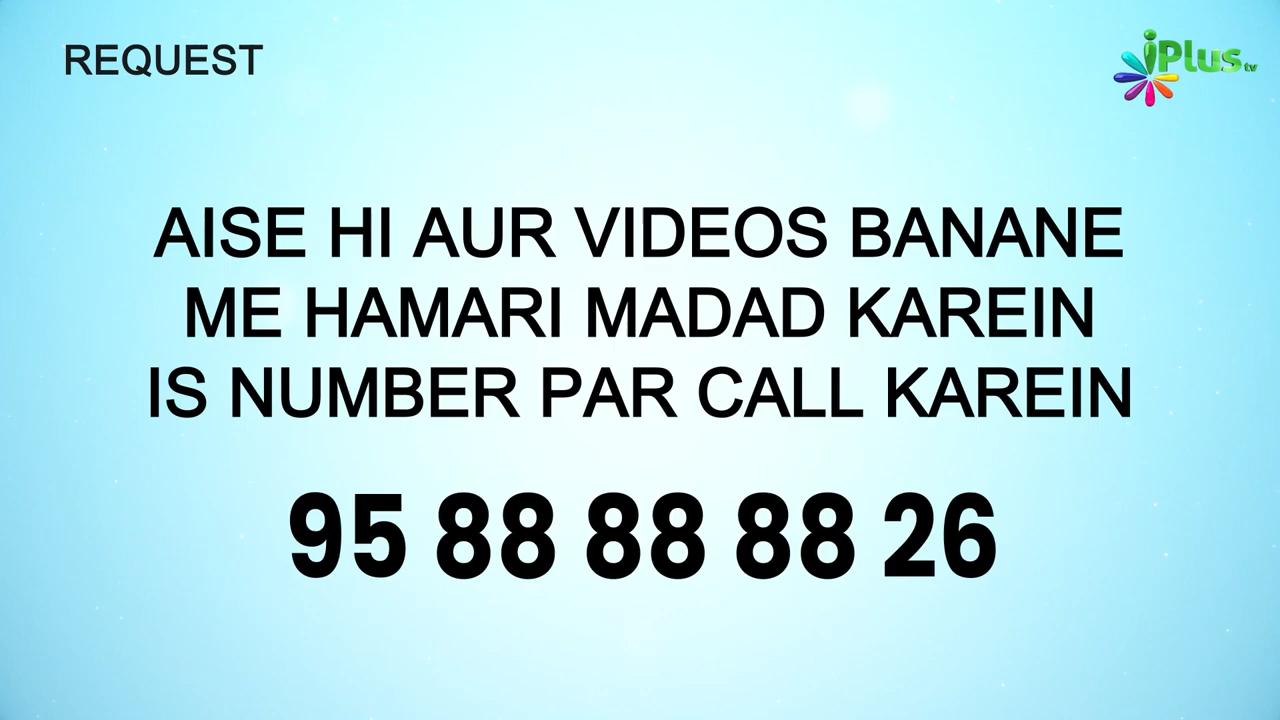 REQUEST
iPlus tv
AISE HI AUR VIDEOS BANANE
ME HAMARI MADAD KAREIN
IS NUMBER PAR CALL KAREIN
95 88 88 88 26